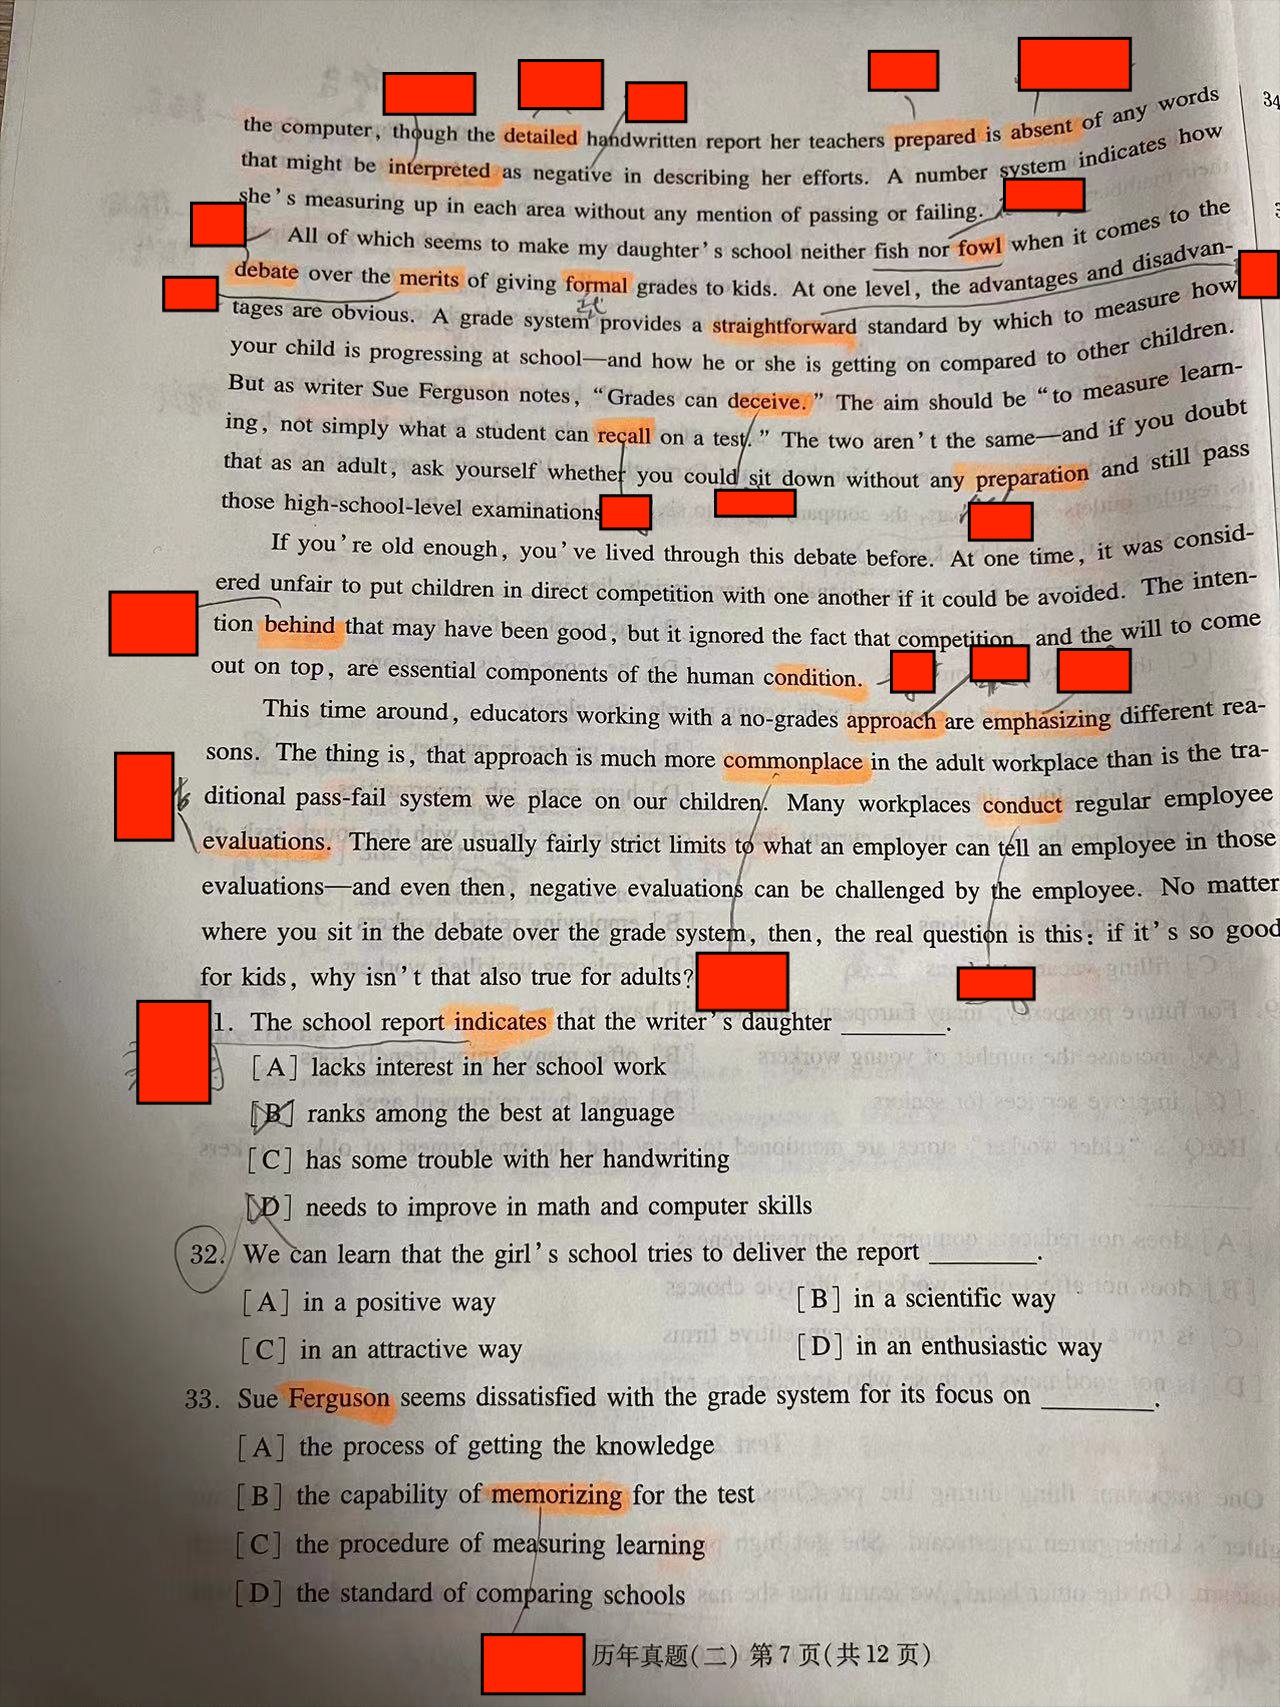 the computer, though the detailed handwritten report her teachers prepared is absent of any words
that might be interpreted as negative in describing her efforts. A number system indicates how
she's measuring up in each area without any mention of passing or failing.
All of which seems to make my daughter's school neither fish nor fowl when it comes to the
debate over the merits of giving formal grades to kids. At one level, the advantages and disadvan-
tages are obvious. A grade system provides a straightforward standard by which to measure how
your child is progressing at school—and how he or she is getting on compared to other children.
But as writer Sue Ferguson notes, “Grades can deceive.” The aim should be “to measure learn-
ing, not simply what a student can recall on a test.” The two aren't the same—and if you doubt
that as an adult, ask yourself whether you could sit down without any preparation and still pass
those high-school-level examinations
If you're old enough, you've lived through this debate before. At one time, it was consid-
ered unfair to put children in direct competition with one another if it could be avoided. The inten-
tion behind that may have been good, but it ignored the fact that competition, and the will to come
out on top, are essential components of the human condition.
This time around, educators working with a no-grades approach are emphasizing different rea-
sons. The thing is, that approach is much more commonplace in the adult workplace than is the tra-
ditional pass-fail system we place on our children. Many workplaces conduct regular employee
evaluations. There are usually fairly strict limits to what an employer can tell an employee in those
evaluations—and even then, negative evaluations can be challenged by the employee. No matter
where you sit in the debate over the grade system, then, the real question is this: if it's so good
for kids, why isn't that also true for adults?
1. The school report indicates that the writer's daughter ________.
[A] lacks interest in her school work
[B] ranks among the best at language
[C] has some trouble with her handwriting
[D] needs to improve in math and computer skills
32. We can learn that the girl's school tries to deliver the report ________.
[A] in a positive way [B] in a scientific way
[C] in an attractive way [D] in an enthusiastic way
33. Sue Ferguson seems dissatisfied with the grade system for its focus on ________.
[A] the process of getting the knowledge
[B] the capability of memorizing for the test
[C] the procedure of measuring learning
[D] the standard of comparing schools
历年真题(二) 第7页(共12页)
34